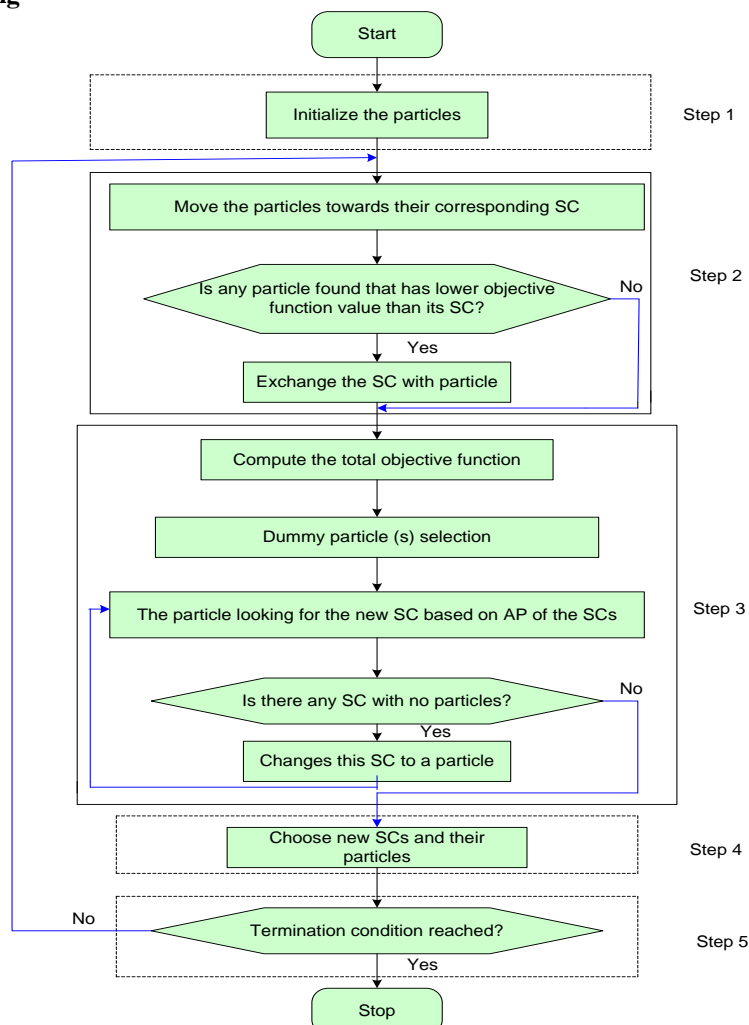 Start
Initialize the particles
Step 1
Move the particles towards their corresponding SC
Is any particle found that has lower objective
function value than its SC?
No
Step 2
Yes
Exchange the SC with particle
Compute the total objective function
Dummy particle (s) selection
The particle looking for the new SC based on AP of the SCs
Step 3
Is there any SC with no particles?
No
Yes
Changes this SC to a particle
Choose new SCs and their
particles
Step 4
No
Termination condition reached?
Step 5
Yes
Stop